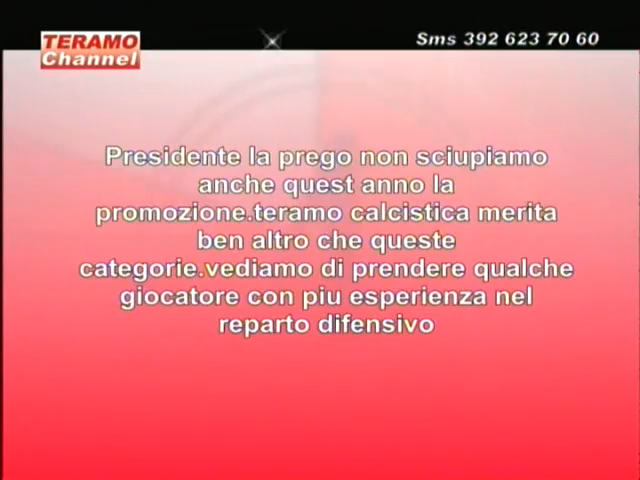 TERAMO
Channel
Sms 392 623 70 60
Presidente la prego non sciupiamo
anche quest anno la
promozione.teramo calcistica merita
ben altro che queste
categorie.vediamo di prendere qualche
giocatore con piu esperienza nel
reparto difensivo